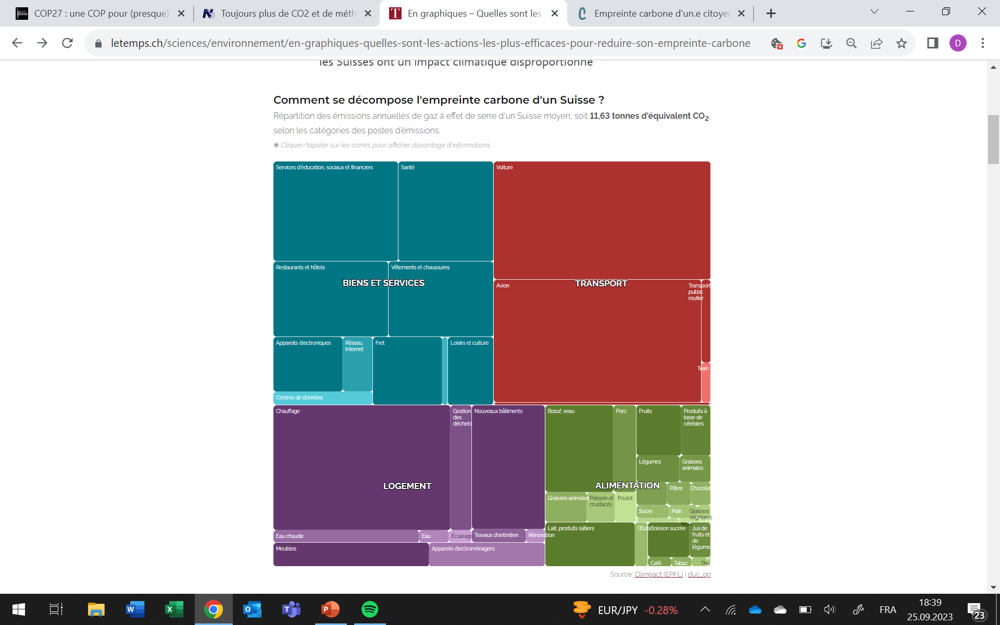 COP27 : une COP pour (presque)
Toujours plus de CO2 et de méth
En graphiques – Quelles sont les
Empreinte carbone d'un.e citoyen
letemps.ch/sciences/environnement/en-graphiques-quelles-sont-les-actions-les-plus-efficaces-pour-reduire-son-empreinte-carbone
D
les Suisses ont un impact climatique disproportionné
Comment se décompose l'empreinte carbone d'un Suisse ?
Répartition des émissions annuelles de gaz à effet de serre d'un Suisse moyen, soit 11,63 tonnes d'équivalent CO₂,
selon les catégories des postes d'émissions.
Cliquer/tapoter sur les carrés pour afficher davantage d'informations
Services d'éducation, sociaux et financiers
Santé
Restaurants et hôtels
Vêtements et chaussures
BIENS ET SERVICES
Appareils électroniques
Réseau
Internet
Fret
Loisirs et culture
Centres de données
Voiture
TRANSPORT
Avion
Transport
public
routier
Train
Chauffage
Gestion
des
déchets
Nouveaux bâtiments
LOGEMENT
Eau chaude
Eau
Éclairage
Travaux d'entretien
Rénovation
Meubles
Appareils électroménagers
Bœuf, veau
Porc
Fruits
Produits à
base de
céréales
Légumes
Graisses
animales
ALIMENTATION
Pâtes
Chocolat
Graisses animales
Poisson et
crustacés
Poulet
Sucre
Pain
Graisses
végétales
Noix
Lait, produits laitiers
Œufs
Boisson sucrée
Jus de
fruits et
de
légume
Café
Tabac
Thé
Source: Climpact (EPFL) | duc_qn
EUR/JPY -0.28%
FRA
18:39
25.09.2023
23